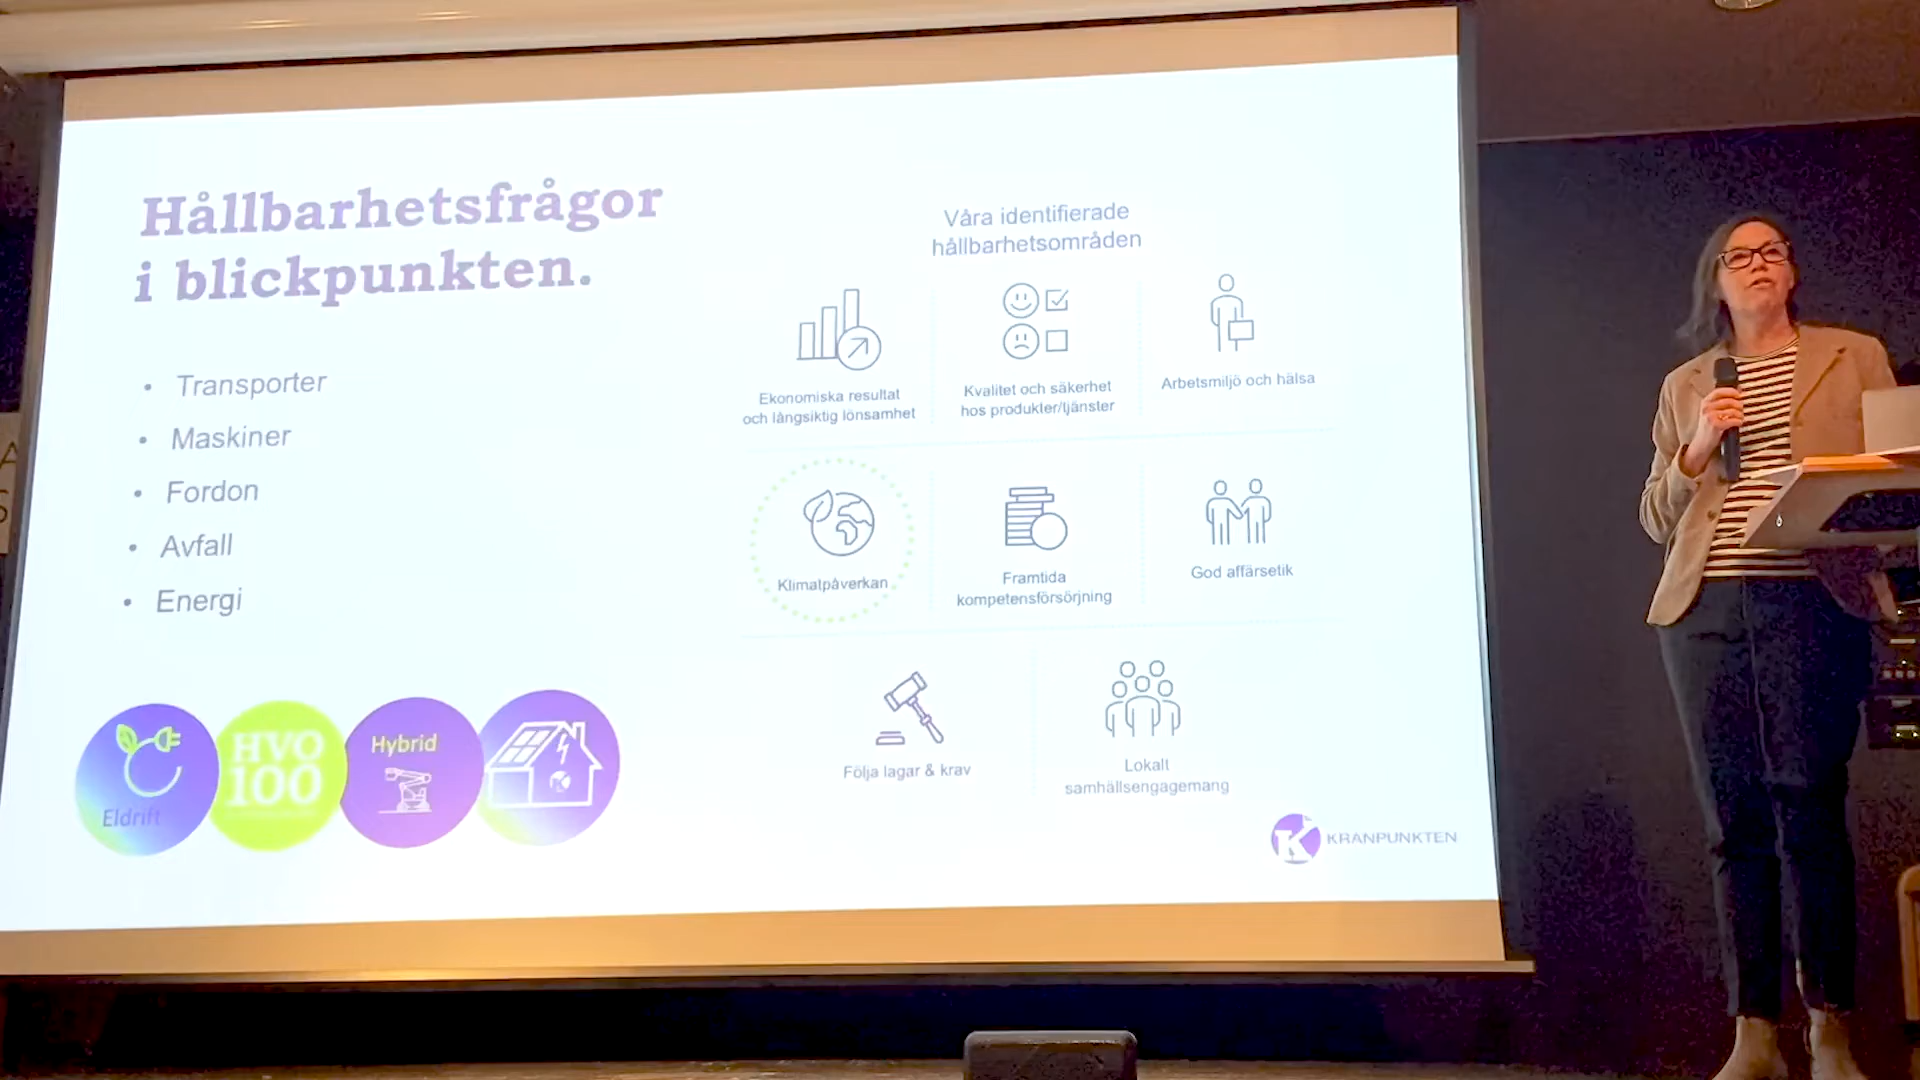 Hållbarhetsfrågor
i blickpunkten.
• Transporter
• Maskiner
• Fordon
• Avfall
• Energi
Eldrift
HVO
100
Hybrid
Våra identifierade
hållbarhetsområden
Ekonomiska resultat
och långsiktig lönsamhet
Kvalitet och säkerhet
hos produkter/tjänster
Arbetsmiljö och hälsa
Klimatpåverkan
Framtida
kompetensförsörjning
God affärsetik
Följa lagar & krav
Lokalt
samhällsengagemang
K KRANPUNKTEN